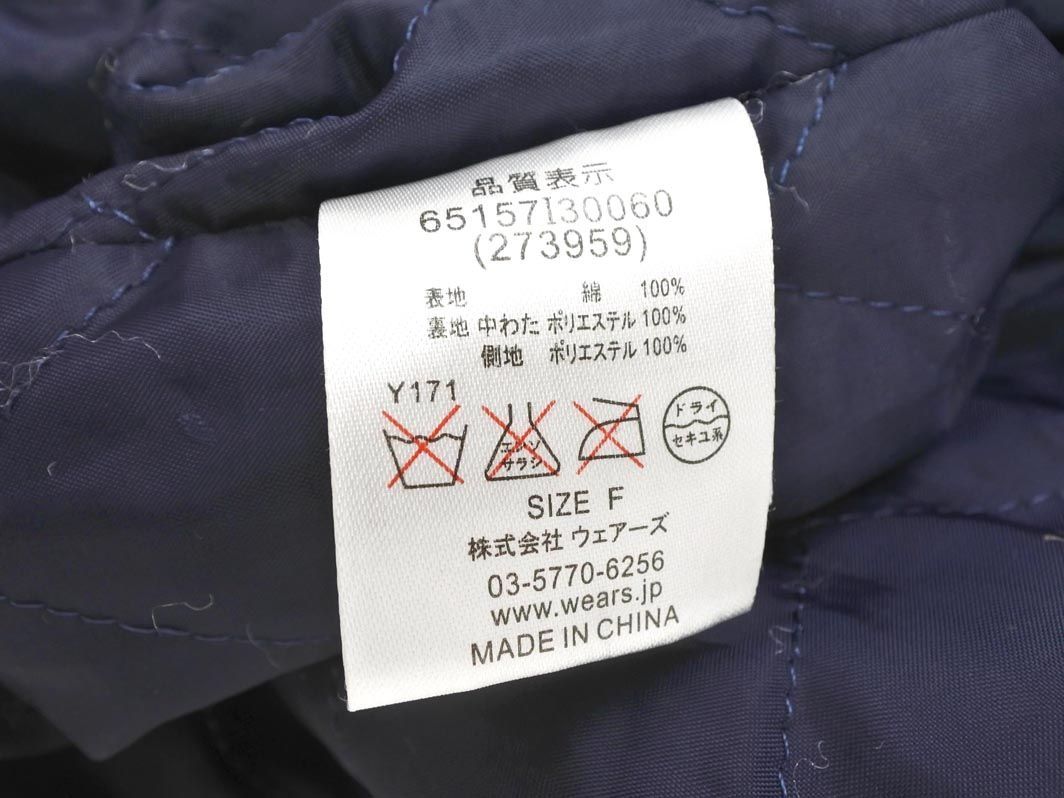 品質表示
65157I30060
(273959)
表地 綿 100%
裏地 中わた ポリエステル 100%
側地 ポリエステル 100%
Y171
エンソ
サラシ
ドライ
セキユ系
SIZE F
株式会社 ウェアーズ
03-5770-6256
www.wears.jp
MADE IN CHINA